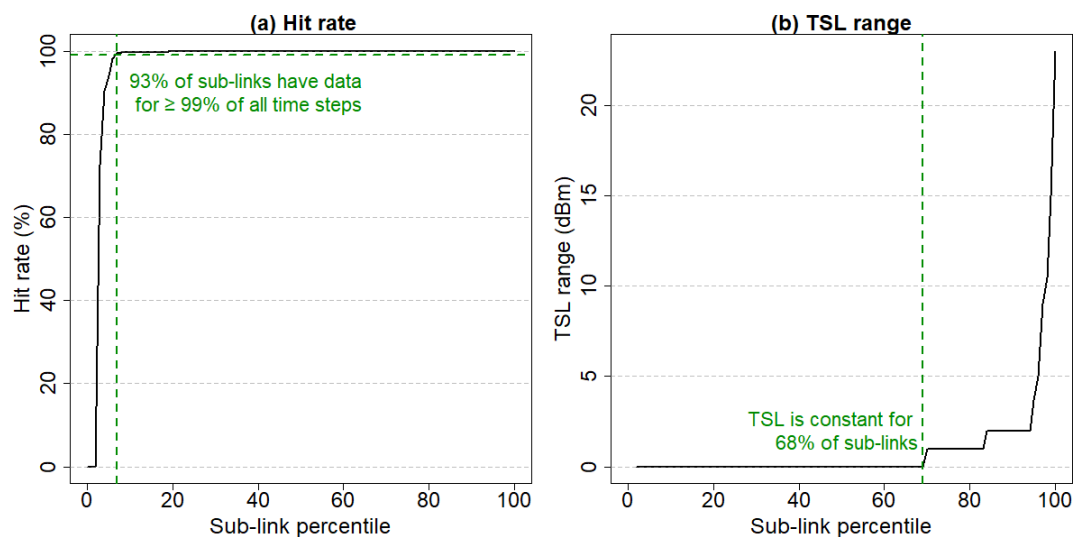 (a) Hit rate
Hit rate (%)
100
80
60
40
20
0
93% of sub-links have data
for ≥ 99% of all time steps
0 20 40 60 80 100
Sub-link percentile
(b) TSL range
TSL range (dBm)
20
15
10
5
0
TSL is constant for
68% of sub-links
0 20 40 60 80 100
Sub-link percentile